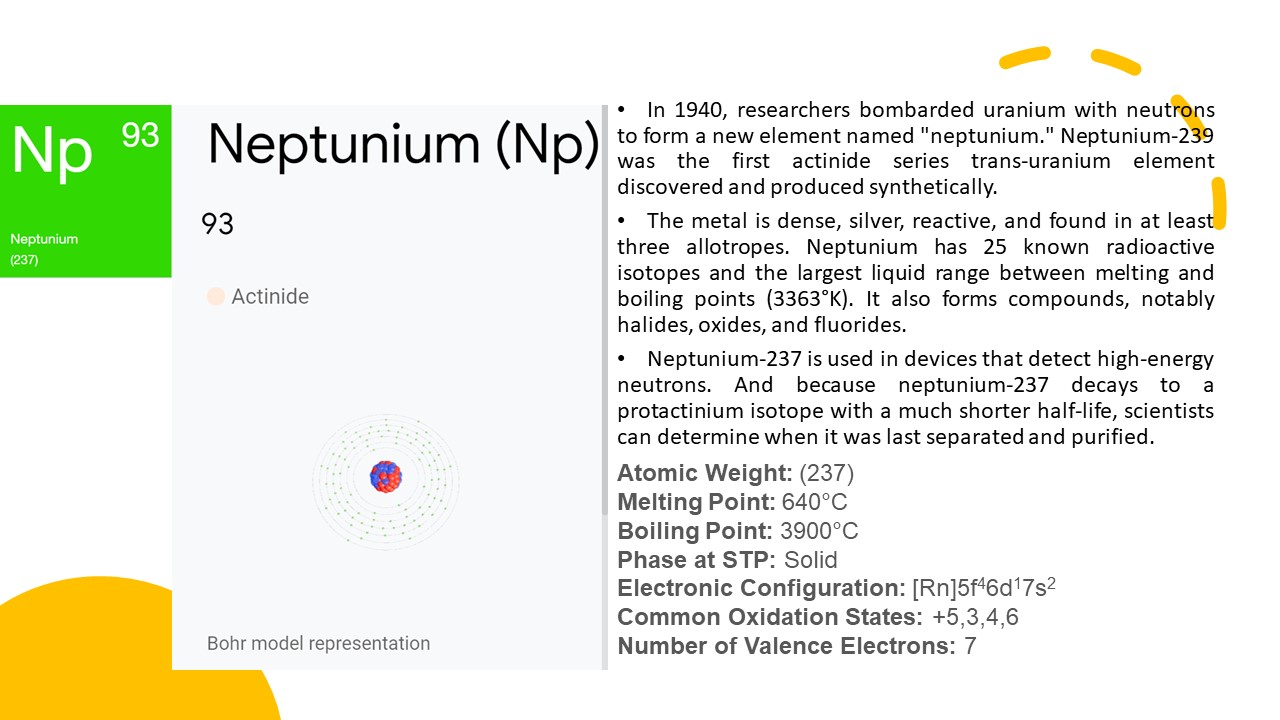 Np 93
Neptunium
(237)
Neptunium (Np)
93
Actinide
Bohr model representation
• In 1940, researchers bombarded uranium with neutrons
to form a new element named "neptunium." Neptunium-239
was the first actinide series trans-uranium element
discovered and produced synthetically.
• The metal is dense, silver, reactive, and found in at least
three allotropes. Neptunium has 25 known radioactive
isotopes and the largest liquid range between melting and
boiling points (3363°K). It also forms compounds, notably
halides, oxides, and fluorides.
• Neptunium-237 is used in devices that detect high-energy
neutrons. And because neptunium-237 decays to a
protactinium isotope with a much shorter half-life, scientists
can determine when it was last separated and purified.
Atomic Weight: (237)
Melting Point: 640°C
Boiling Point: 3900°C
Phase at STP: Solid
Electronic Configuration: [Rn]5f⁴6d¹7s²
Common Oxidation States: +5,3,4,6
Number of Valence Electrons: 7